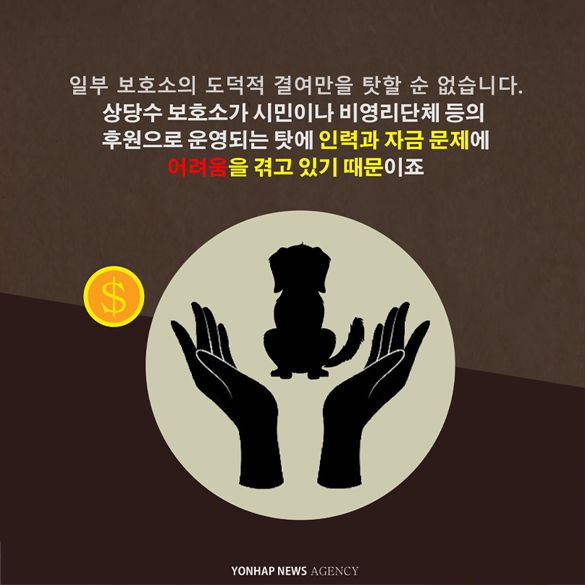 일부 보호소의 도덕적 결여만을 탓할 순 없습니다.
상당수 보호소가 시민이나 비영리단체 등의
후원으로 운영되는 탓에 인력과 자금 문제에
어려움을 겪고 있기 때문이죠
$
YONHAP NEWS AGENCY